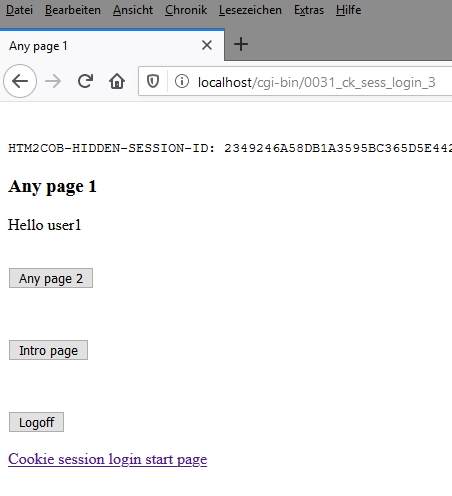 Datei Bearbeiten Ansicht Chronik Lesezeichen Extras Hilfe
Any page 1
localhost/cgi-bin/0031_ck_sess_login_3
HTM2COB-HIDDEN-SESSION-ID: 2349246A58DB1A3595BC365D5E442
Any page 1
Hello user1
Any page 2
Intro page
Logoff
Cookie session login start page